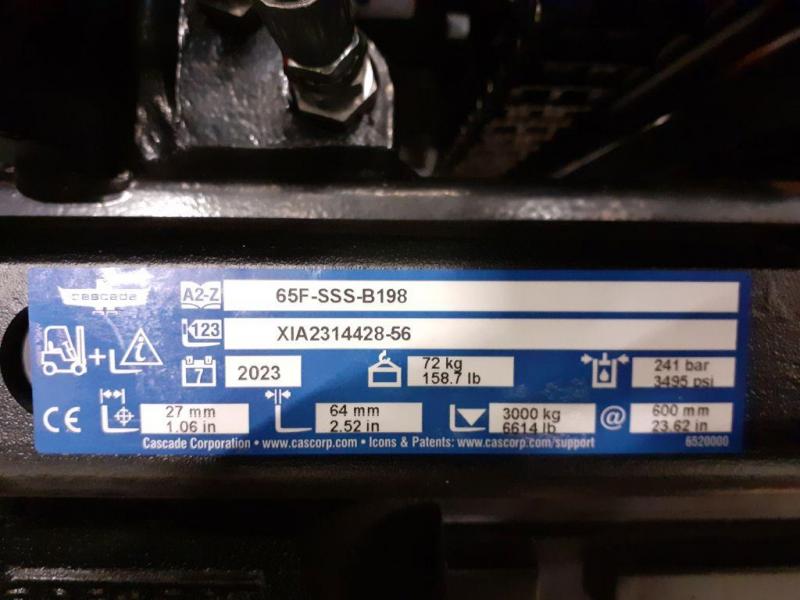 cascade
A2-Z 65F-SSS-B198
123 XIA2314428-56
7 2023 72 kg 158.7 lb 241 bar 3495 psi
CE 27 mm 1.06 in 64 mm 2.52 in 3000 kg 6614 lb @ 600 mm 23.62 in
Cascade Corporation • www.cascorp.com • Icons & Patents: www.cascorp.com/support 6520000